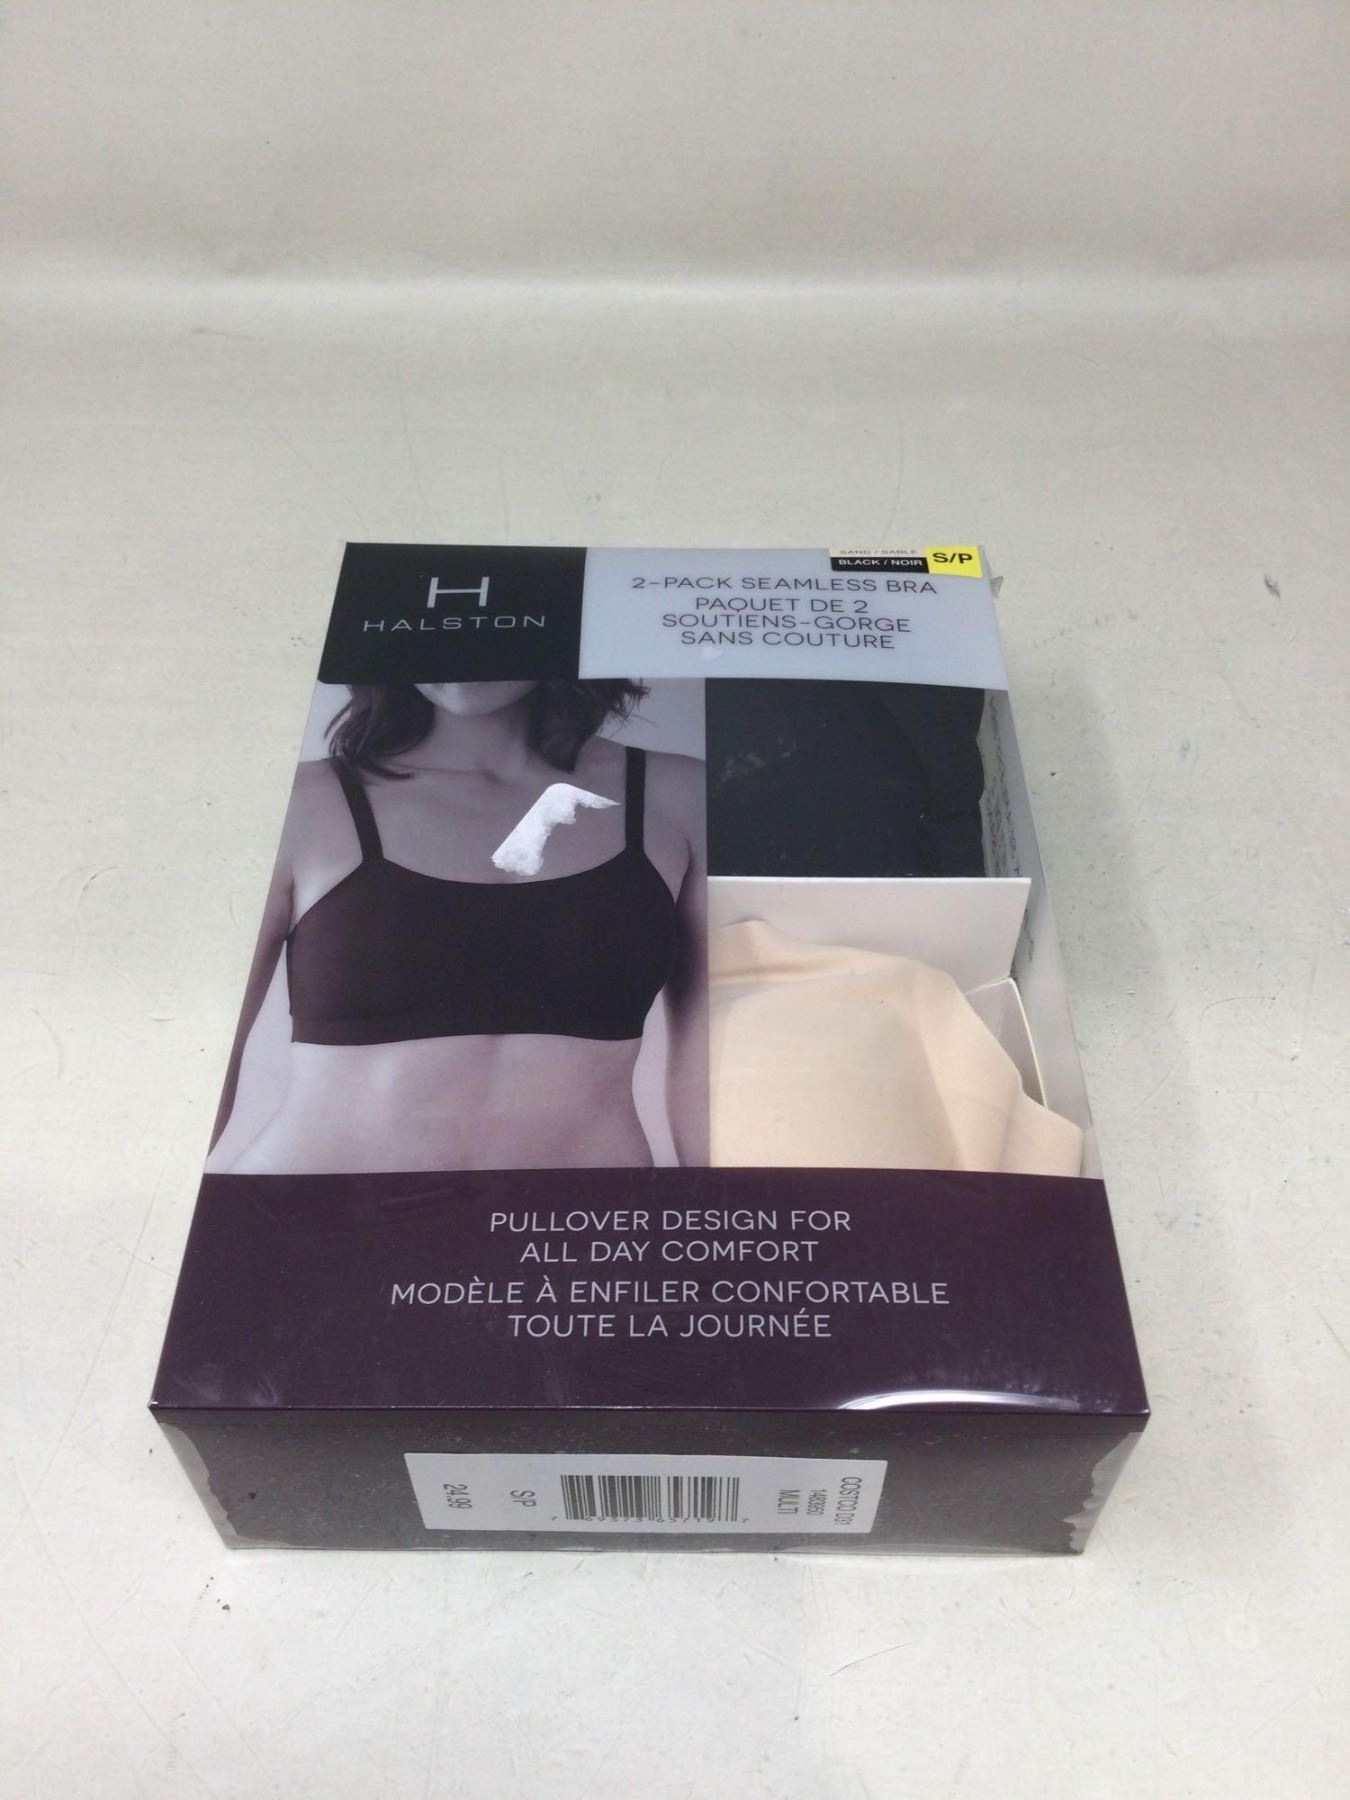 SAND / SABLE
BLACK / NOIR
S/P
H
HALSTON
2-PACK SEAMLESS BRA
PAQUET DE 2
SOUTIENS-GORGE
SANS COUTURE
PULLOVER DESIGN FOR
ALL DAY COMFORT
MODÈLE À ENFILER CONFORTABLE
TOUTE LA JOURNÉE
COSTCO D31
MULTI
S/P
24.99